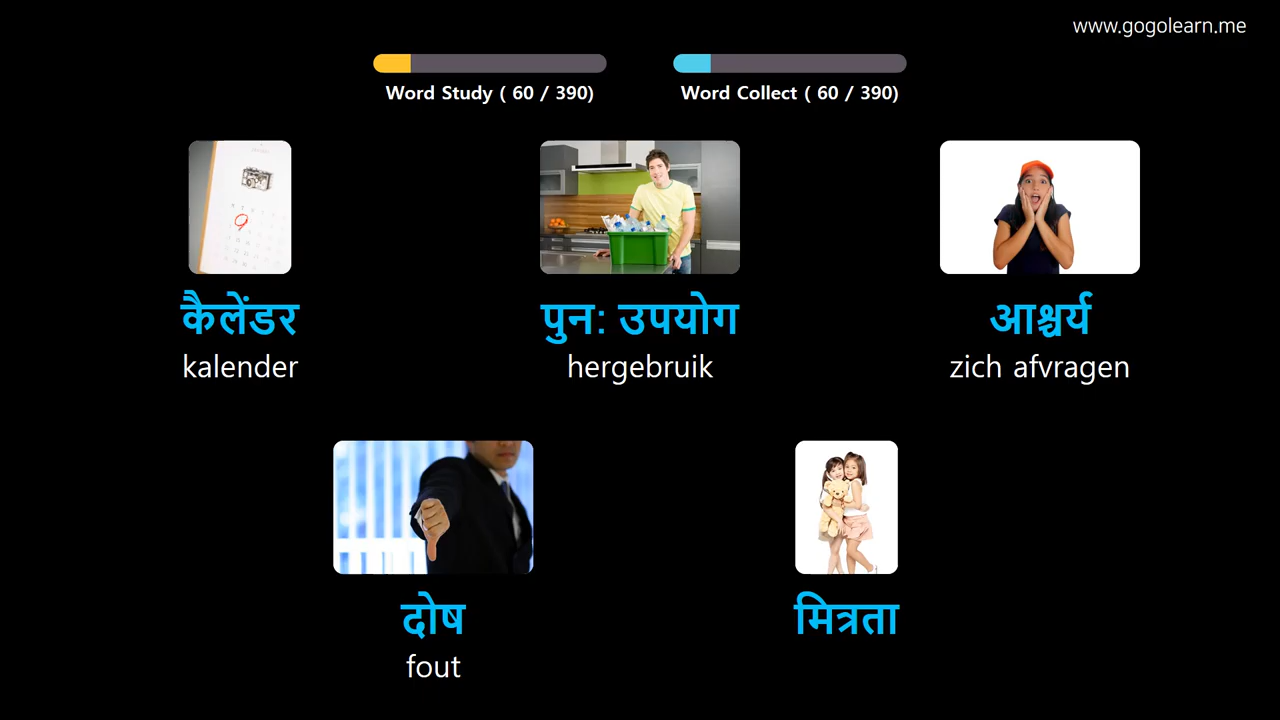 www.gogolearn.me
Word Study ( 60 / 390)
Word Collect ( 60 / 390)
कैलेंडर
kalender
पुन: उपयोग
hergebruik
आश्चर्य
zich afvragen
दोष
fout
मित्रता